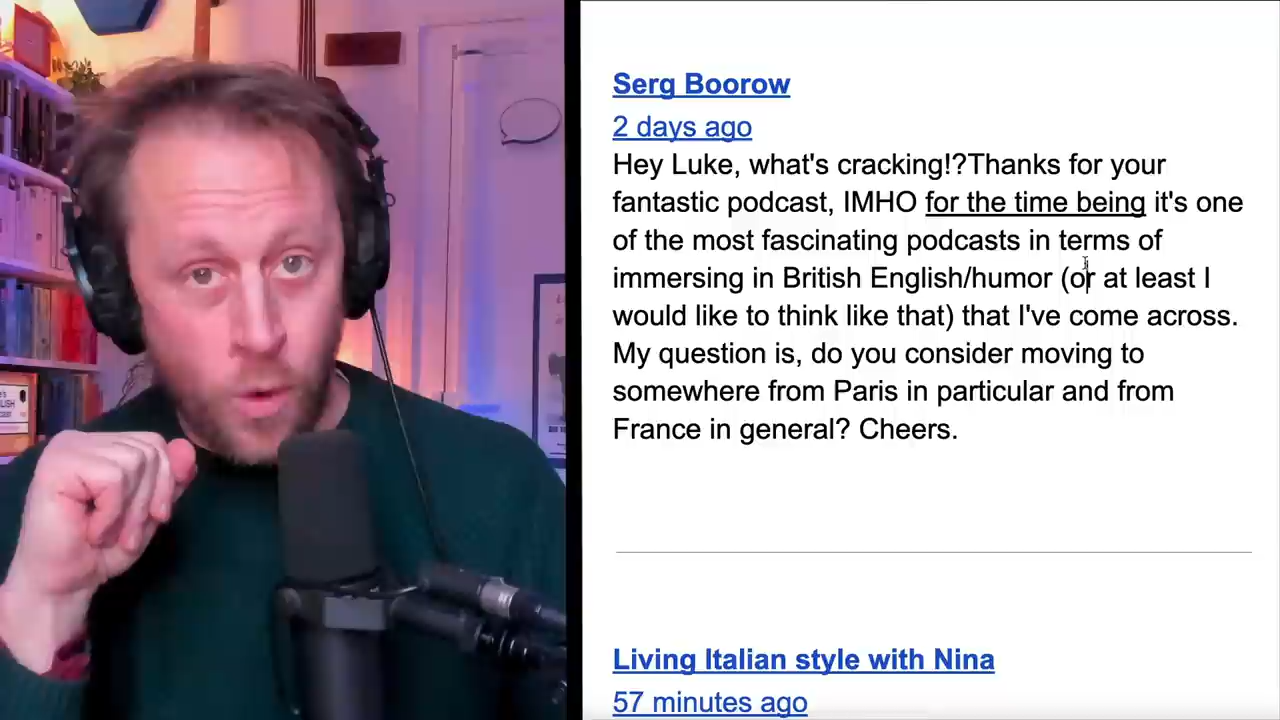 Serg Boorow
2 days ago
Hey Luke, what's cracking!?Thanks for your
fantastic podcast, IMHO for the time being it's one
of the most fascinating podcasts in terms of
immersing in British English/humor (or at least I
would like to think like that) that I've come across.
My question is, do you consider moving to
somewhere from Paris in particular and from
France in general? Cheers.
Living Italian style with Nina
57 minutes ago